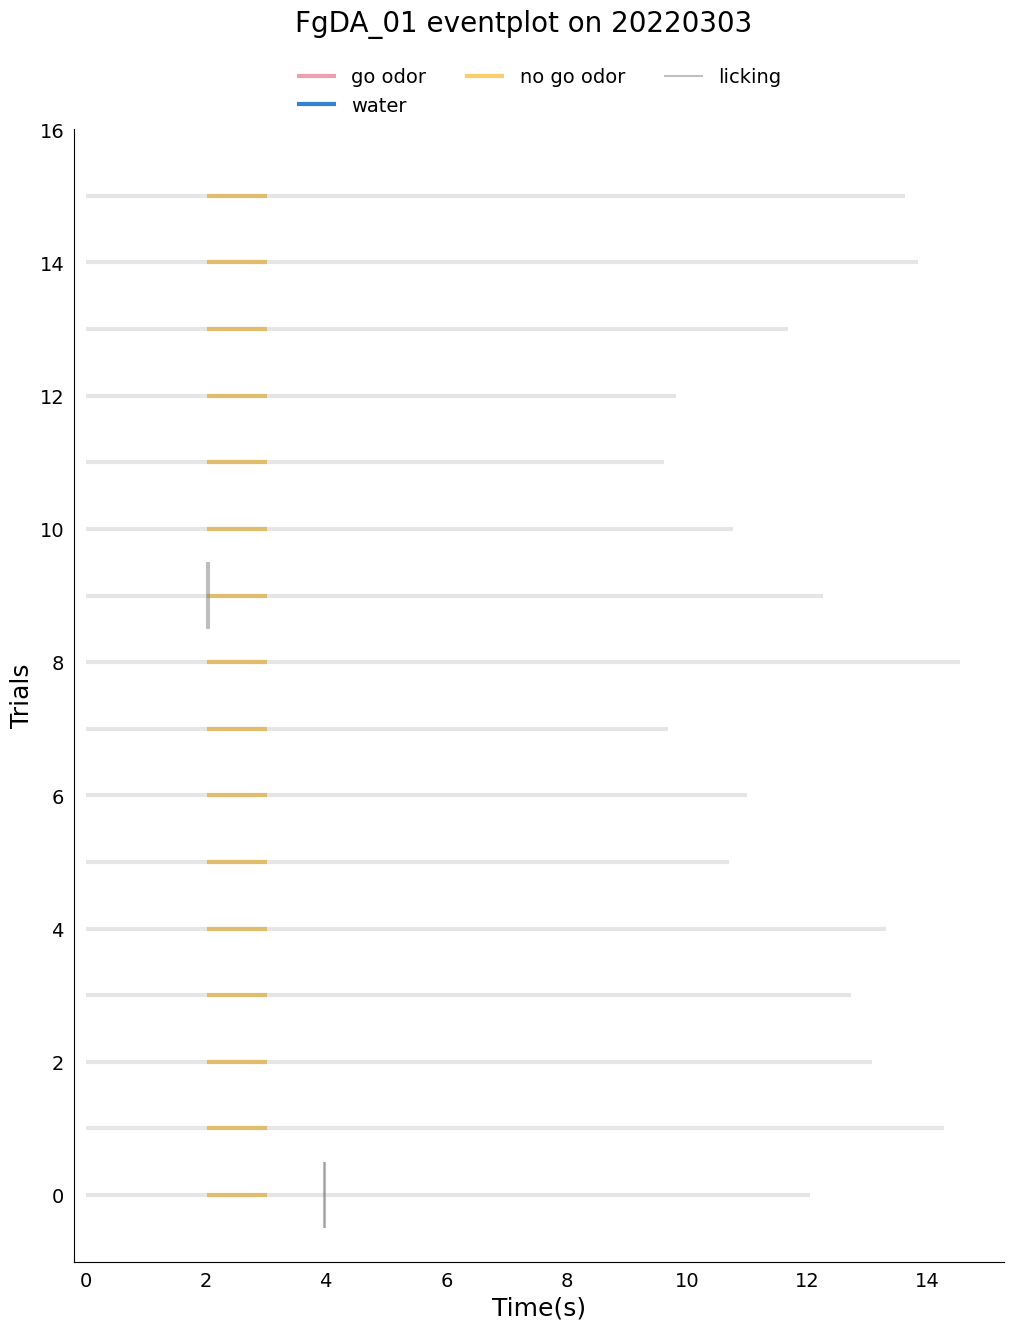 FgDA_01 eventplot on 20220303
go odor
no go odor
licking
water
16
14
12
10
8
6
4
2
0
Trials
0 2 4 6 8 10 12 14
Time(s)